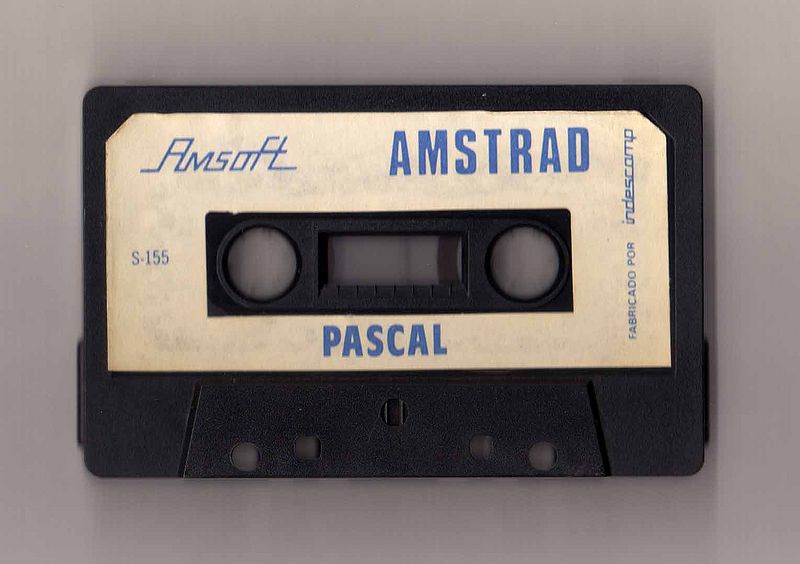 Amsoft
AMSTRAD
S-155
PASCAL
FABRICADO POR indescomp